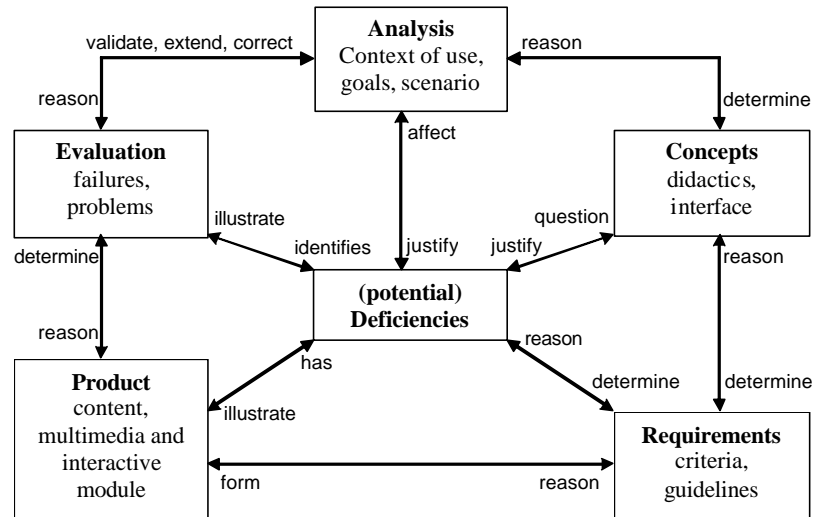 Analysis
Context of use,
goals, scenario
validate, extend, correct
reason
reason
determine
affect
Evaluation
failures,
problems
Concepts
didactics,
interface
illustrate
question
determine
identifies
justify
justify
reason
(potential)
Deficiencies
reason
has
reason
Product
content,
multimedia and
interactive
module
illustrate
determine
determine
Requirements
criteria,
guidelines
form
reason